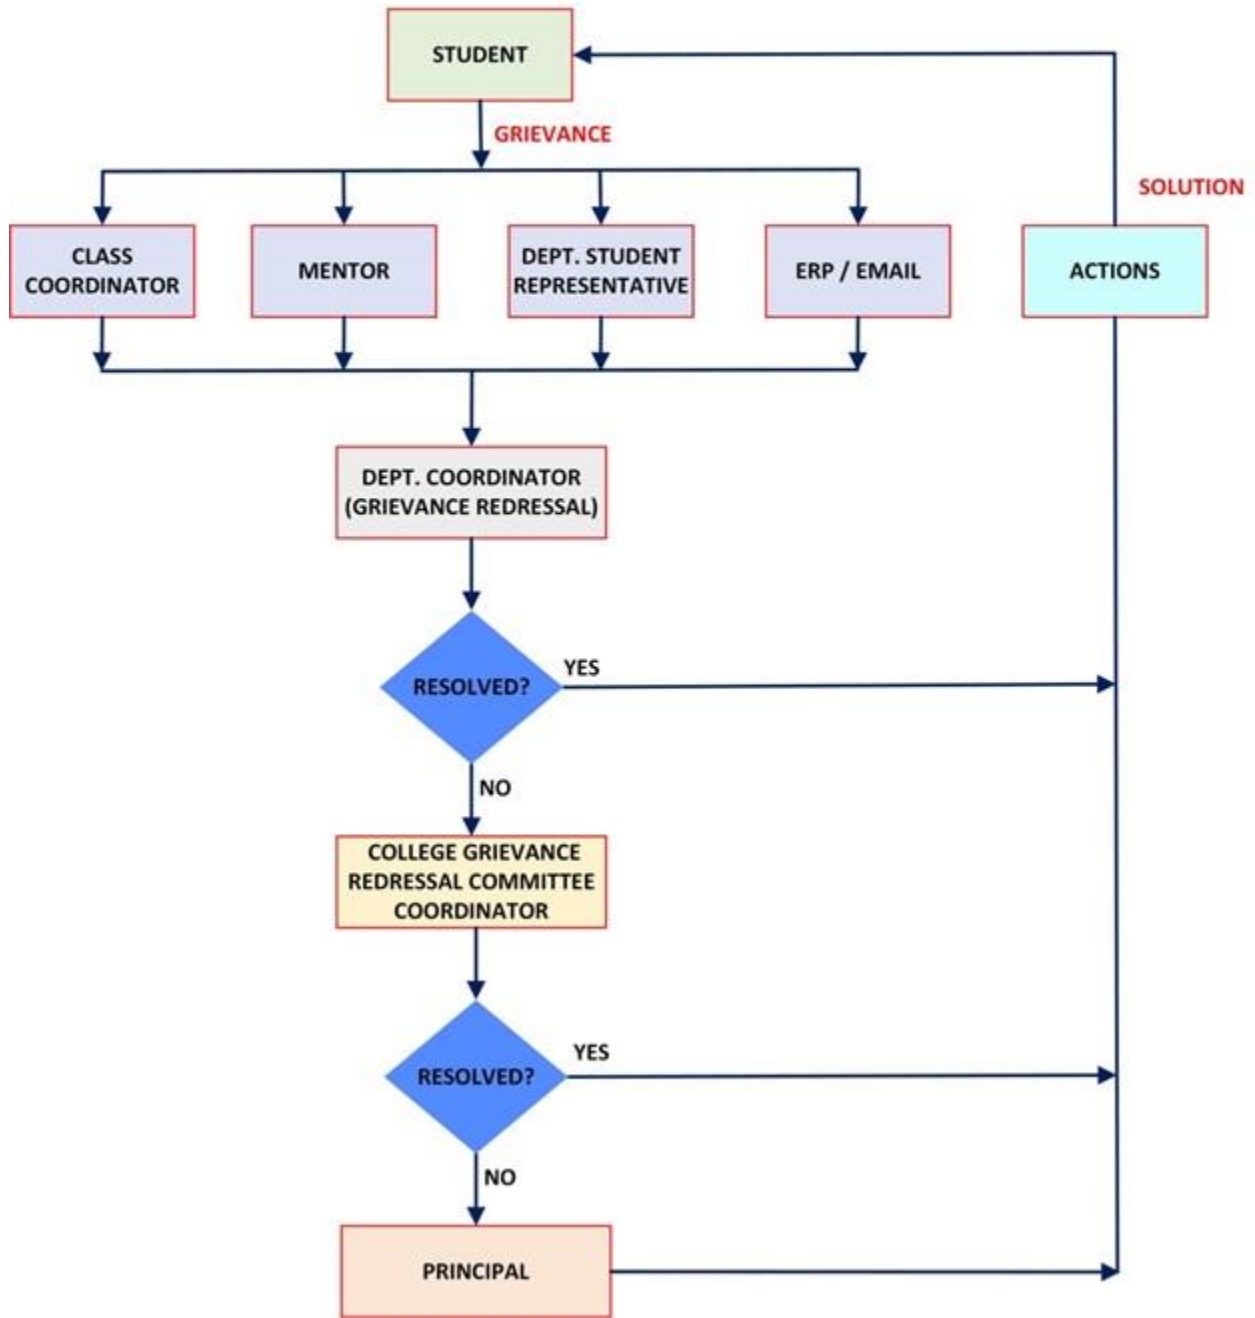 STUDENT
GRIEVANCE
SOLUTION
CLASS
COORDINATOR
MENTOR
DEPT. STUDENT
REPRESENTATIVE
ERP / EMAIL
ACTIONS
DEPT. COORDINATOR
(GRIEVANCE REDRESSAL)
RESOLVED?
YES
NO
COLLEGE GRIEVANCE
REDRESSAL COMMITTEE
COORDINATOR
RESOLVED?
YES
NO
PRINCIPAL